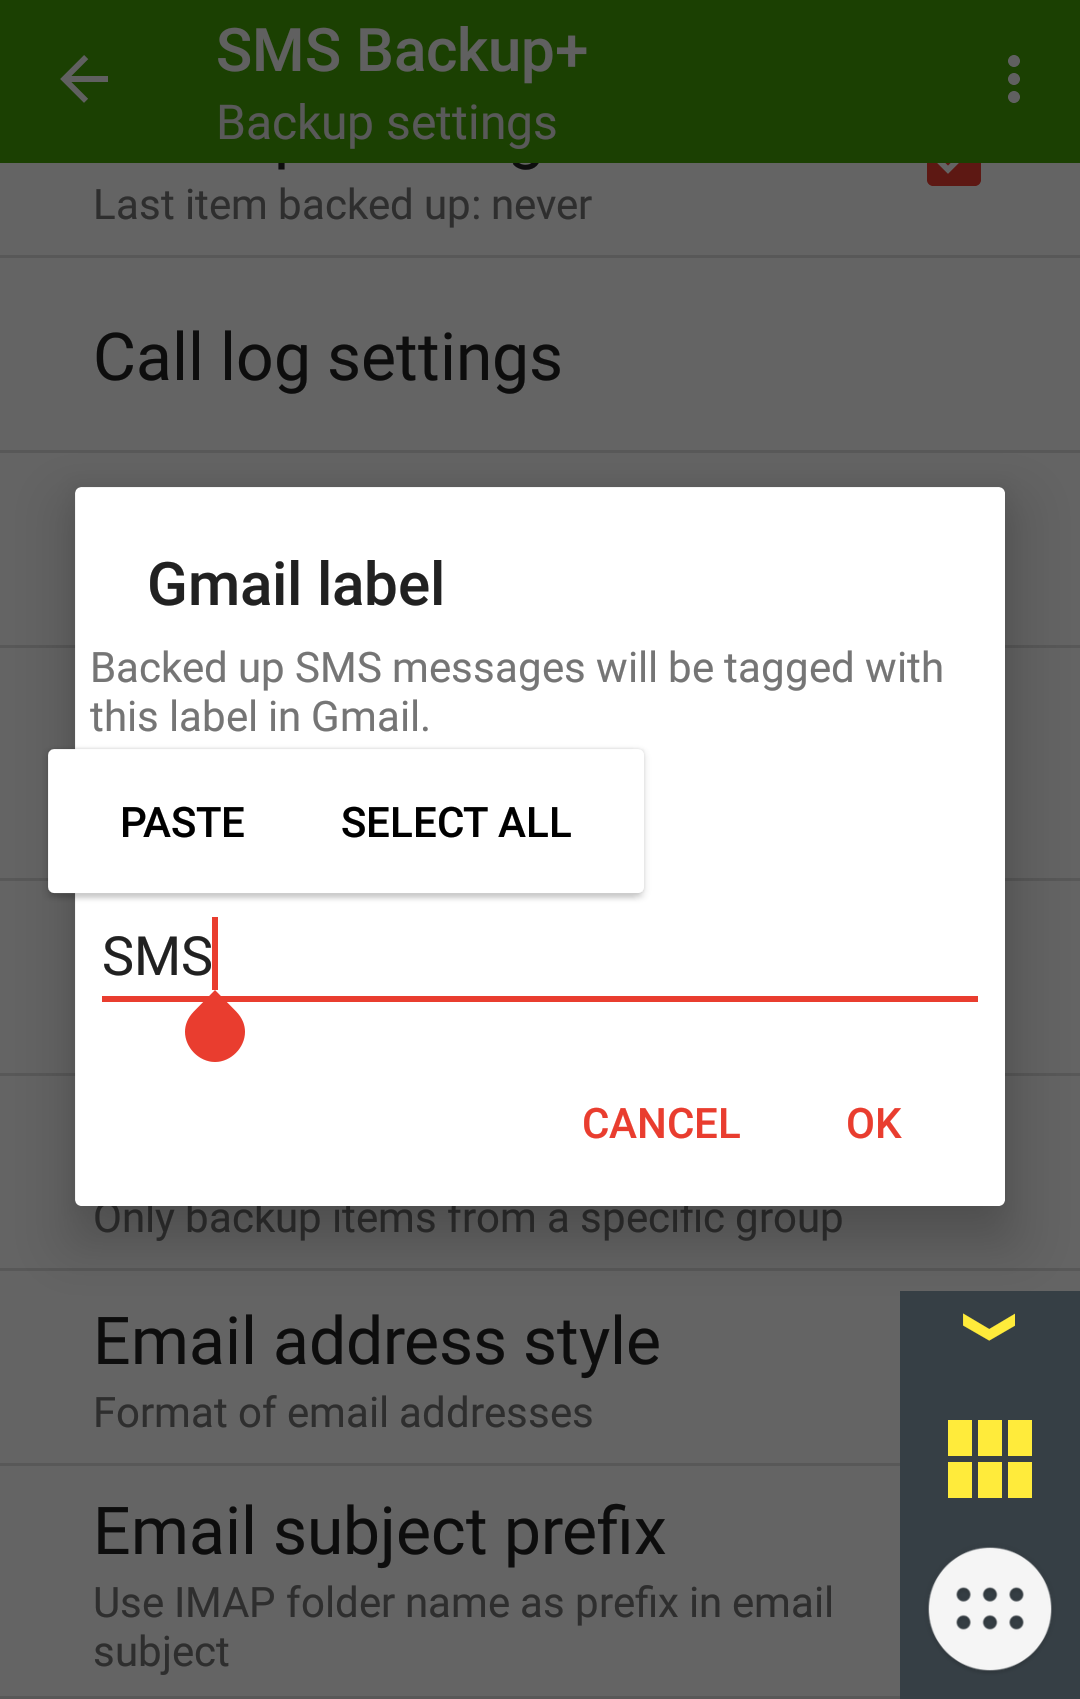 SMS Backup+
Backup settings
Last item backed up: never
Call log settings
Gmail label
Backed up SMS messages will be tagged with
this label in Gmail.
PASTE SELECT ALL
SMS
CANCEL OK
Only backup items from a specific group
Email address style
Format of email addresses
Email subject prefix
Use IMAP folder name as prefix in email
subject